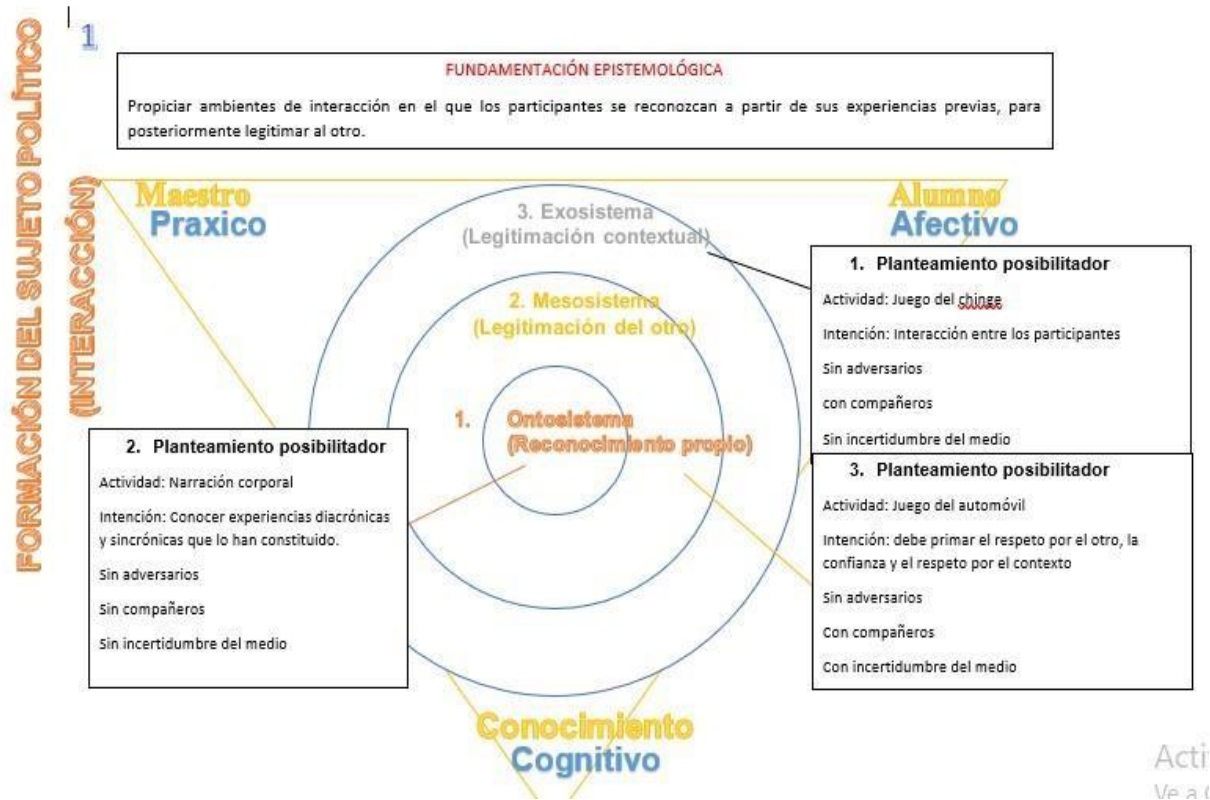 FORMACIÓN DEL SUJETO POLÍTICO
(INTERACCIÓN)
1
FUNDAMENTACIÓN EPISTEMOLÓGICA
Propiciar ambientes de interacción en el que los participantes se reconozcan a partir de sus experiencias previas, para
posteriormente legitimar al otro.
Maestro
Praxico
Alumno
Afectivo
3. Exosistema
(Legitimación contextual)
2. Mesosistema
(Legitimación del otro)
1. Ontosistema
(Reconocimiento propio)
1. Planteamiento posibilitador
Actividad: Juego del chinge
Intención: Interacción entre los participantes
Sin adversarios
con compañeros
Sin incertidumbre del medio
2. Planteamiento posibilitador
Actividad: Narración corporal
Intención: Conocer experiencias diacrónicas
y sincrónicas que lo han constituido.
Sin adversarios
Sin compañeros
Sin incertidumbre del medio
3. Planteamiento posibilitador
Actividad: Juego del automóvil
Intención: debe primar el respeto por el otro, la
confianza y el respeto por el contexto
Sin adversarios
Con compañeros
Con incertidumbre del medio
Conocimiento
Cognitivo
Acti
Ve a